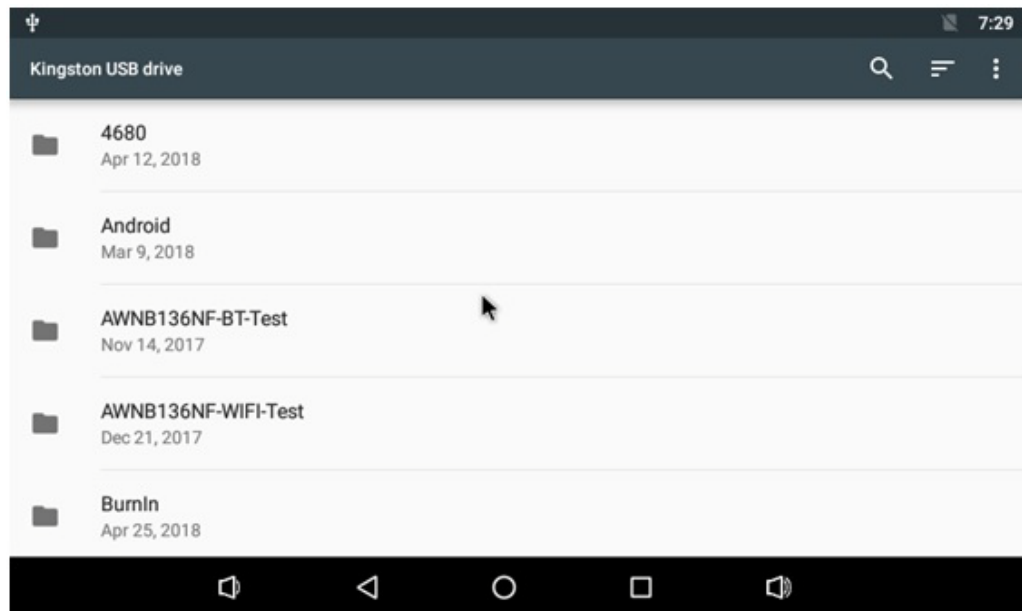 7:29
Kingston USB drive
4680
Apr 12, 2018
Android
Mar 9, 2018
AWNB136NF-BT-Test
Nov 14, 2017
AWNB136NF-WIFI-Test
Dec 21, 2017
BurnIn
Apr 25, 2018